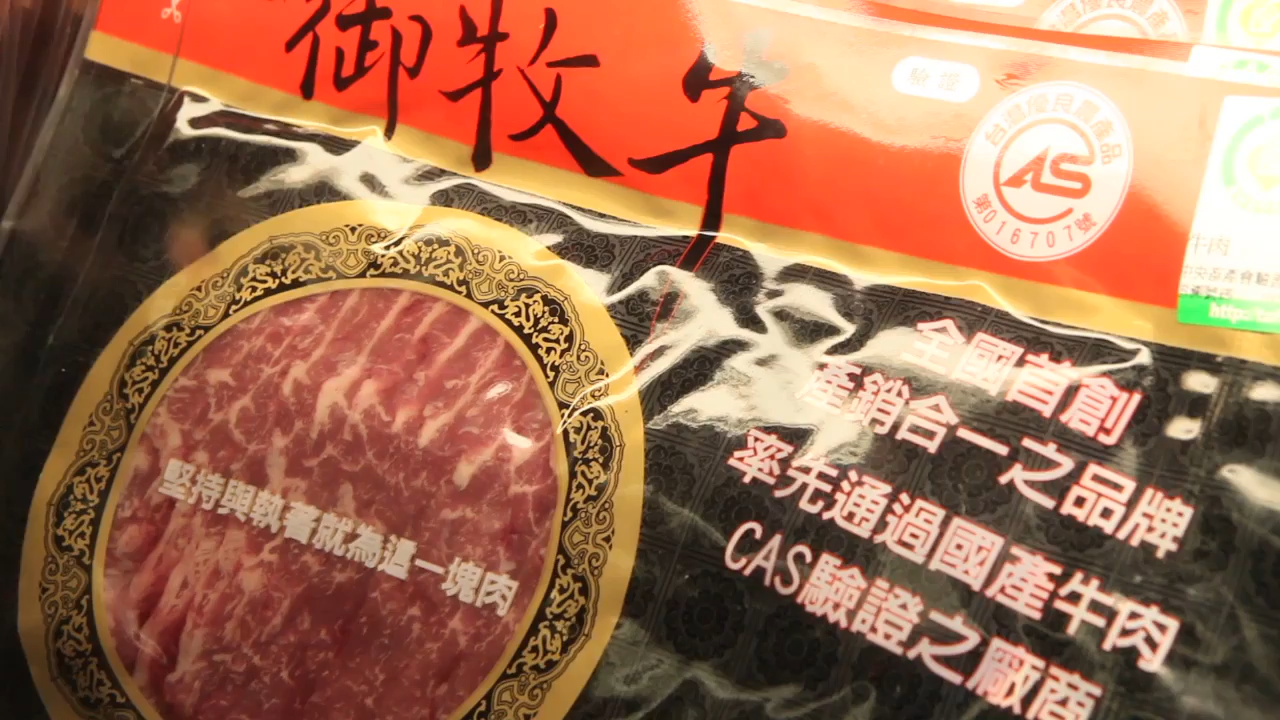 御牧牛
驗證
台灣優良農產品
CAS
第016707號
牛肉
http:
全國首創
產銷合一之品牌
率先通過國產牛肉
CAS驗證之廠商
堅持與執著就為這一塊肉